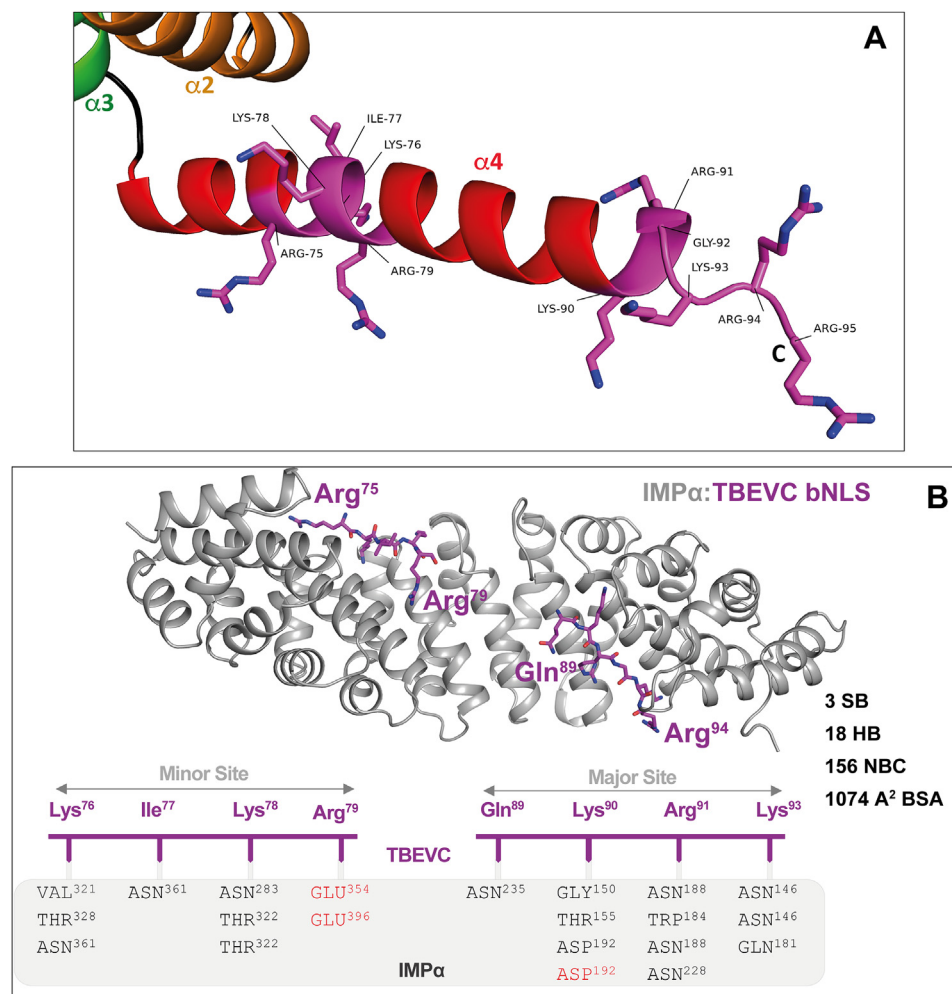 A
α2
α3
LYS-78
ILE-77
LYS-76
α4
ARG-91
GLY-92
ARG-75
ARG-79
LYS-93
LYS-90
ARG-94
ARG-95
C
B
IMPα:TBEVC bNLS
Arg⁷⁵
Arg⁷⁹
Gln⁸⁹
Arg⁹⁴
3 SB
18 HB
156 NBC
1074 A² BSA
Minor Site Major Site
Lys⁷⁶ Ile⁷⁷ Lys⁷⁸ Arg⁷⁹ Gln⁸⁹ Lys⁹⁰ Arg⁹¹ Lys⁹³
TBEVC
VAL³²¹ ASN³⁶¹ ASN²⁸³ GLU³⁵⁴ ASN²³⁵ GLY¹⁵⁰ ASN¹⁸⁸ ASN¹⁴⁶
THR³²⁸ THR³²² GLU³⁹⁶ THR¹⁵⁵ TRP¹⁸⁴ ASN¹⁴⁶
ASN³⁶¹ THR³²² ASP¹⁹² ASN¹⁸⁸ GLN¹⁸¹
IMPα ASP¹⁹² ASN²²⁸